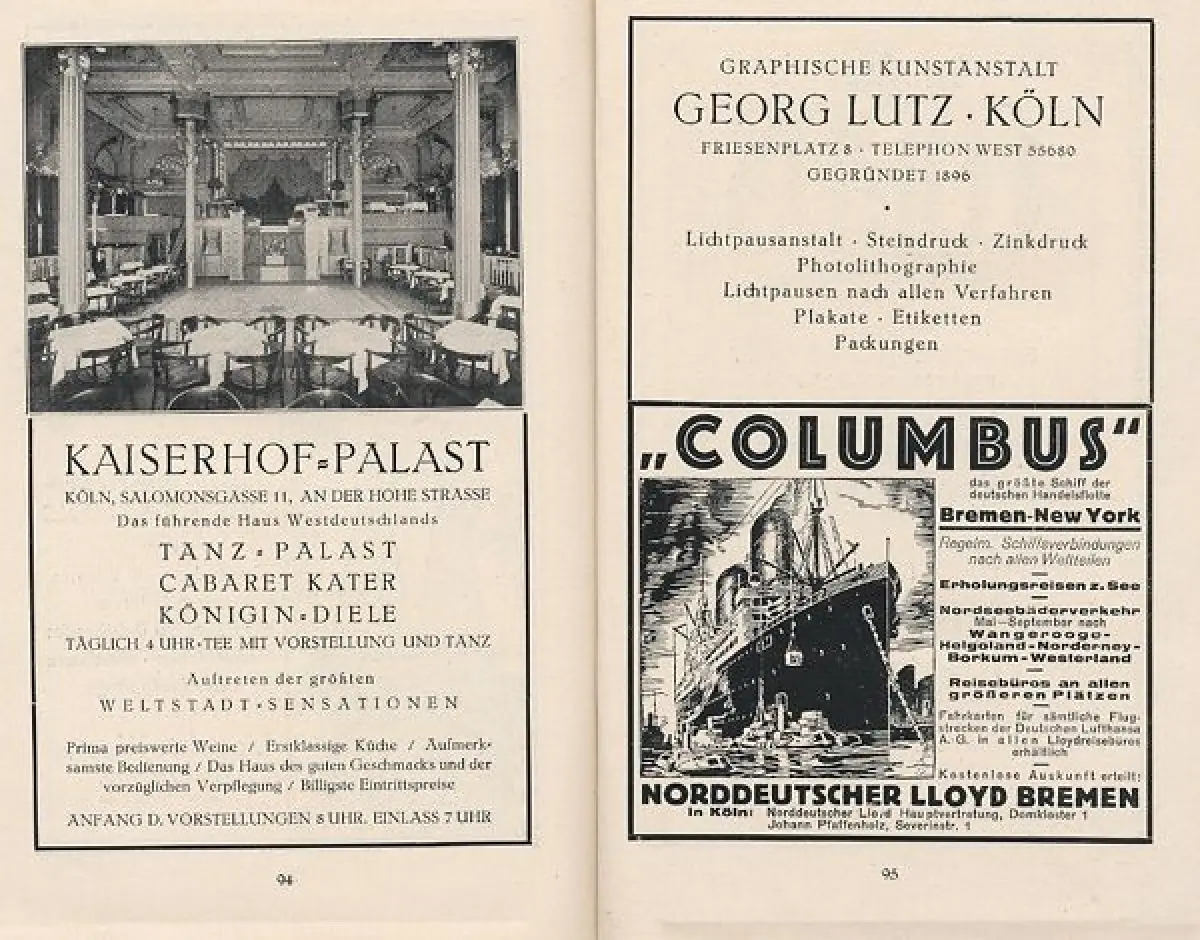 KAISERHOF=PALAST
KÖLN, SALOMONSGASSE 11, AN DER HOHE STRASSE
Das führende Haus Westdeutschlands
TANZ=PALAST
CABARET KATER
KÖNIGIN=DIELE
TÄGLICH 4 UHR-TEE MIT VORSTELLUNG UND TANZ
Auftreten der größten
WELTSTADT-SENSATIONEN
Prima preiswerte Weine / Erstklassige Küche / Aufmerk-
samste Bedienung / Das Haus des guten Geschmacks und der
vorzüglichen Verpflegung / Billigste Eintrittspreise
ANFANG D. VORSTELLUNGEN 8 UHR. EINLASS 7 UHR
94
GRAPHISCHE KUNSTANSTALT
GEORG LUTZ · KÖLN
FRIESENPLATZ 8 · TELEPHON WEST 55680
GEGRÜNDET 1896
Lichtpausanstalt · Steindruck · Zinkdruck
Photolithographie
Lichtpausen nach allen Verfahren
Plakate · Etiketten
Packungen
„COLUMBUS“
das größte Schiff der
deutschen Handelsflotte
Bremen-New York
Regelm. Schiffsverbindungen
nach allen Weltteilen
Erholungsreisen z. See
Nordseebäderverkehr
Mai—September nach
Wangerooge-
Helgoland-Norderney-
Borkum-Westerland
Reisebüros an allen
größeren Plätzen
Fahrkarten für sämtliche Flug-
strecken der Deutschen Lufthansa
A. G. in allen Lloydreisebüros
erhältlich
Kostenlose Auskunft erteilt:
NORDDEUTSCHER LLOYD BREMEN
in Köln: Norddeutscher Lloyd Hauptvertretung, Domkloster 1
Johann Pfaffenholz, Severinstr. 1
95